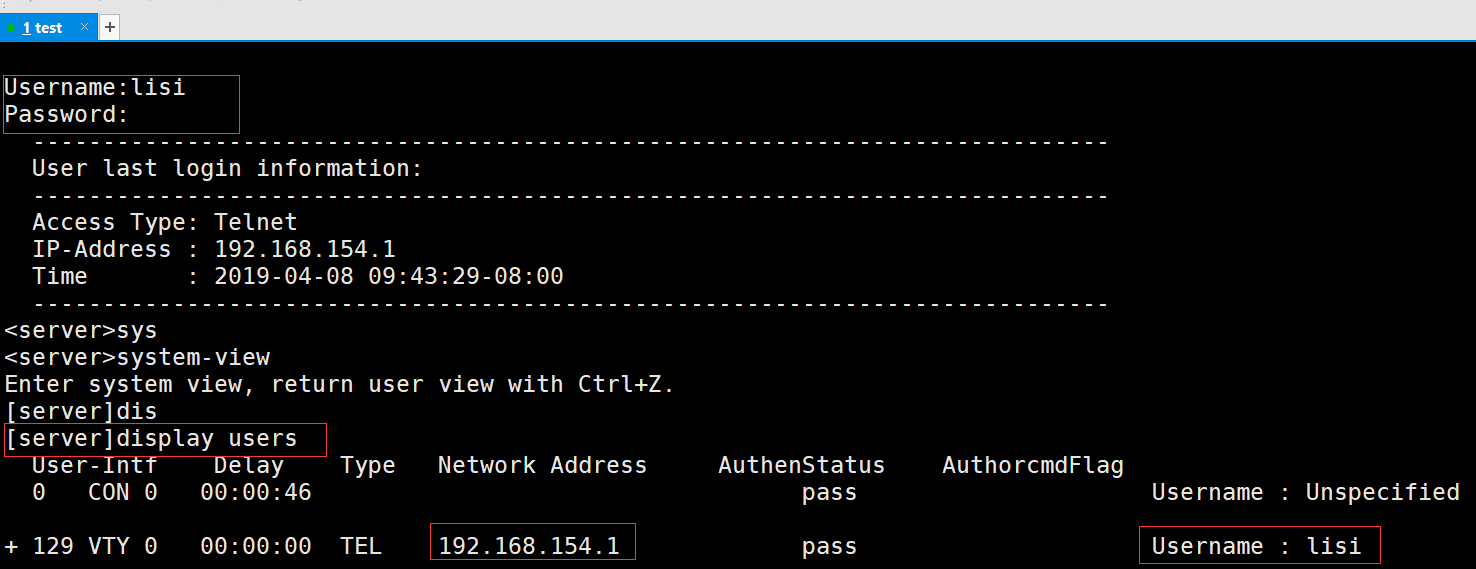 1 test × +
Username:lisi
Password:
--------------------------------------------------------------------------------
User last login information:
--------------------------------------------------------------------------------
Access Type: Telnet
IP-Address : 192.168.154.1
Time       : 2019-04-08 09:43:29-08:00
--------------------------------------------------------------------------------
<server>sys
<server>system-view
Enter system view, return user view with Ctrl+Z.
[server]dis
[server]display users
User-Intf    Delay    Type   Network Address     AuthenStatus    AuthorcmdFlag
0   CON 0   00:00:46                                   pass                     Username : Unspecified
+ 129 VTY 0   00:00:00  TEL    192.168.154.1             pass                     Username : lisi